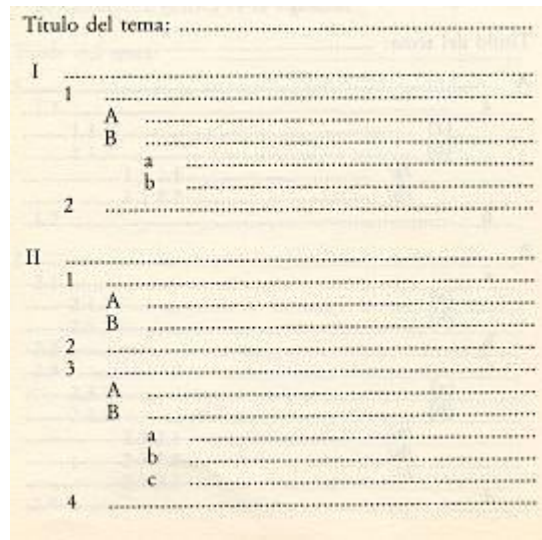 Título del tema: ..............................
I ..............................
1 ..............................
A ..............................
B ..............................
a ..............................
b ..............................
2 ..............................
II ..............................
1 ..............................
A ..............................
B ..............................
2 ..............................
3 ..............................
A ..............................
B ..............................
a ..............................
b ..............................
c ..............................
4 ..............................